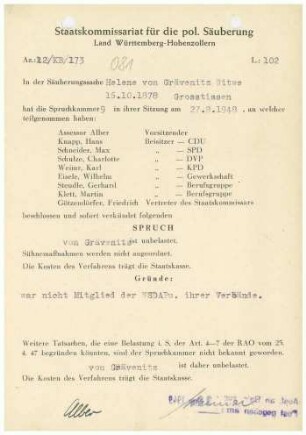 Staatskommissariat für die pol. Säuberung
Land Württemberg-Hohenzollern
Az.: 12/KB/173
081
L.: 102
In der Säuberungssache Helene von Grävenitz Witwe
15.10.1878 Grosstissen
hat die Spruchkammer 9 in ihrer Sitzung am 27.9.1948, an welcher
teilgenommen haben:
Assessor Alber Vorsitzender
Knapp, Hans Beisitzer — CDU
Schneider, Max „ — SPD
Schulze, Charlotte „ — DVP
Weiner, Karl „ — KPD
Eisele, Wilhelm „ — Gewerkschaft
Steudle, Gerhard „ — Berufsgruppe
Klett, Martin „ — Berufsgruppe
Götzendörfer, Friedrich Vertreter des Staatskommissars
beschlossen und sofort verkündet folgenden
SPRUCH
von Grävenitz ist unbelastet.
Sühnemaßnahmen werden nicht angeordnet.
Die Kosten des Verfahrens trägt die Staatskasse.
Gründe:
war nicht Mitglied der NSDAPu. ihrer Verbände.
Weitere Tatsachen, die eine Belastung i. S. der Art. 4—7 der RAO vom 25.
4. 47 begründen könnten, sind der Spruchkammer nicht bekannt geworden.
von Grävenitz ist daher unbelastet.
Die Kosten des Verfahrens trägt die Staatskasse.
Alber